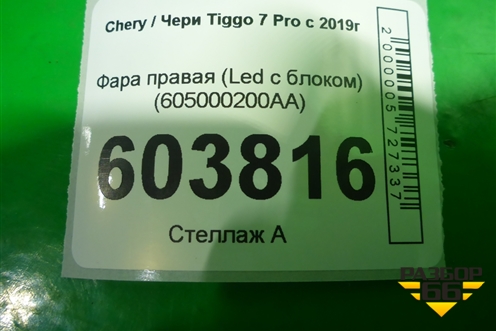 Chery / Чери Tiggo 7 Pro с 2019г
Фара правая (Led с блоком)
(605000200AA)
603816
Стеллаж А
2000005727337
РАЗБОР
66